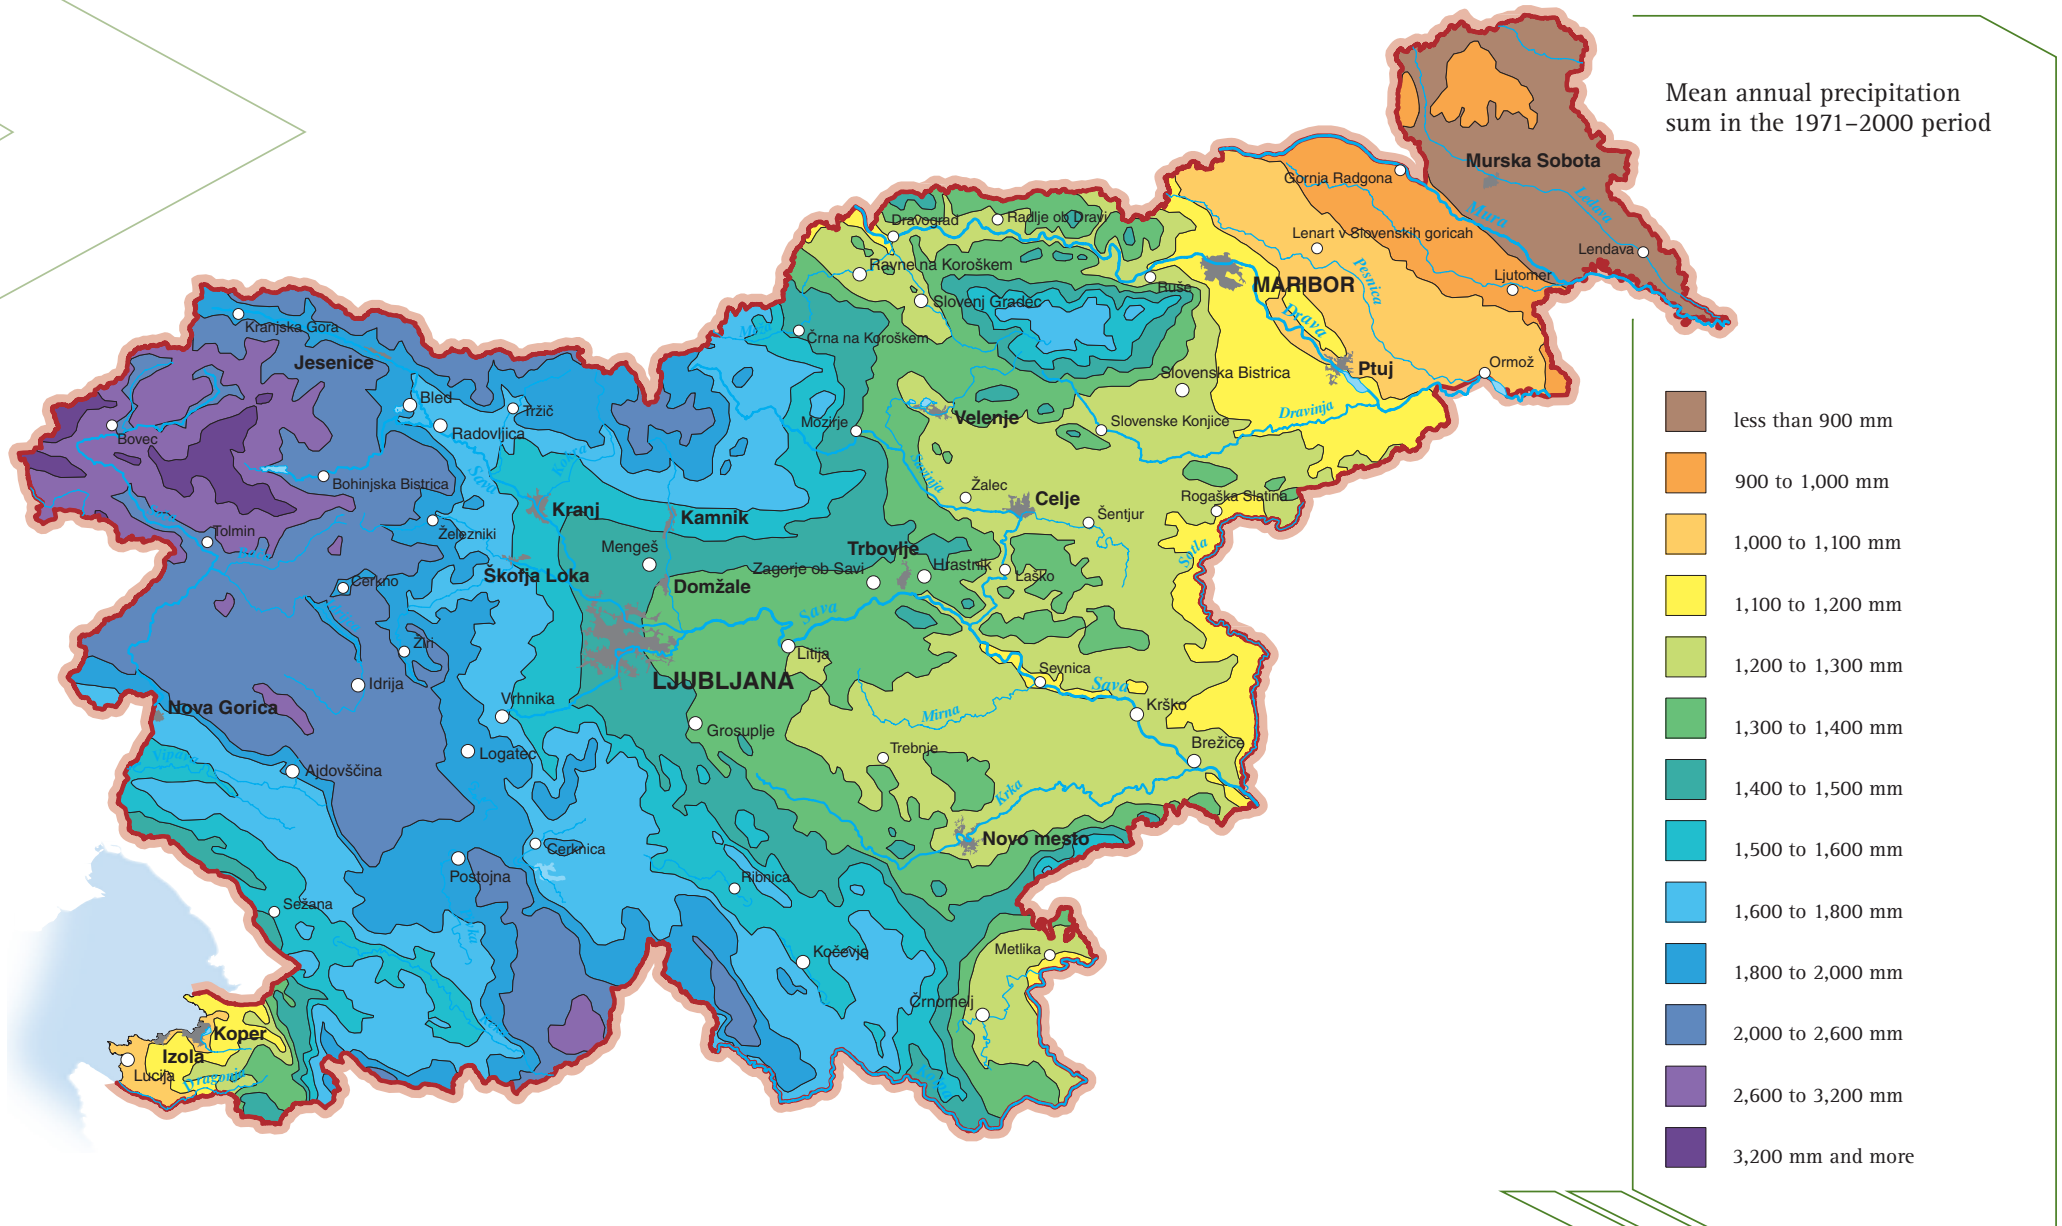 Mean annual precipitation
sum in the 1971–2000 period
Murska Sobota
Gornja Radgona
Mura
Ledava
Lendava
Lenart v Slovenskih goricah
Pesnica
Ljutomer
Dravograd
Radlje ob Dravi
Ravne na Koroškem
Ruše
MARIBOR
Slovenj Gradec
Drava
Kranjska Gora
Črna na Koroškem
Jesenice
Ptuj
Ormož
Slovenska Bistrica
Bled
Tržič
Radovljica
Mozirje
Velenje
Slovenske Konjice
Dravinja
Bovec
Kokra
Sava
Savinja
Bohinjska Bistrica
Žalec
Celje
Rogaška Slatina
Kranj
Kamnik
Šentjur
Tolmin
Železniki
Mengeš
Trbovlje
Sotla
Zagorje ob Savi
Hrastnik
Laško
Škofja Loka
Cerkno
Domžale
Sava
Žiri
Litija
Idrija
LJUBLJANA
Sevnica
Sava
Nova Gorica
Vrhnika
Mirna
Krško
Grosuplje
Brežice
Logatec
Trebnje
Vipava
Ajdovščina
Krka
Novo mesto
Cerknica
Postojna
Ribnica
Sežana
Metlika
Kočevje
Črnomelj
Koper
Izola
Lucija
Dragonja
less than 900 mm
900 to 1,000 mm
1,000 to 1,100 mm
1,100 to 1,200 mm
1,200 to 1,300 mm
1,300 to 1,400 mm
1,400 to 1,500 mm
1,500 to 1,600 mm
1,600 to 1,800 mm
1,800 to 2,000 mm
2,000 to 2,600 mm
2,600 to 3,200 mm
3,200 mm and more